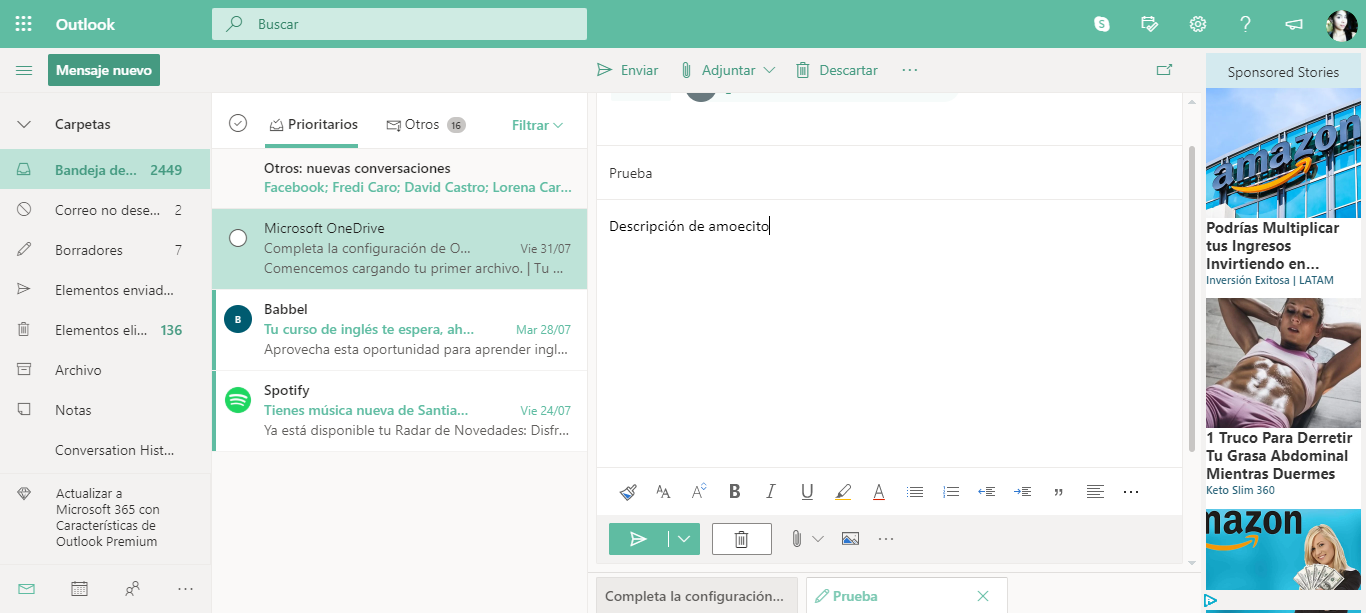 Outlook
Buscar
Mensaje nuevo
Enviar
Adjuntar
Descartar
Carpetas
Bandeja de... 2449
Correo no dese... 2
Borradores 7
Elementos enviad...
Elementos eli... 136
Archivo
Notas
Conversation Hist...
Actualizar a
Microsoft 365 con
Características de
Outlook Premium
Prioritarios
Otros 16
Filtrar
Otros: nuevas conversaciones
Facebook; Fredi Caro; David Castro; Lorena Car...
Microsoft OneDrive
Completa la configuración de O... Vie 31/07
Comencemos cargando tu primer archivo. | Tu ...
B
Babbel
Tu curso de inglés te espera, ah... Mar 28/07
Aprovecha esta oportunidad para aprender ingl...
Spotify
Tienes música nueva de Santia... Vie 24/07
Ya está disponible tu Radar de Novedades: Disfr...
Prueba
Descripción de amoecito
Completa la configuración...
Prueba
Sponsored Stories
amazon
Podrías Multiplicar
tus Ingresos
Invirtiendo en...
Inversión Exitosa | LATAM
1 Truco Para Derretir
Tu Grasa Abdominal
Mientras Duermes
Keto Slim 360
mazon